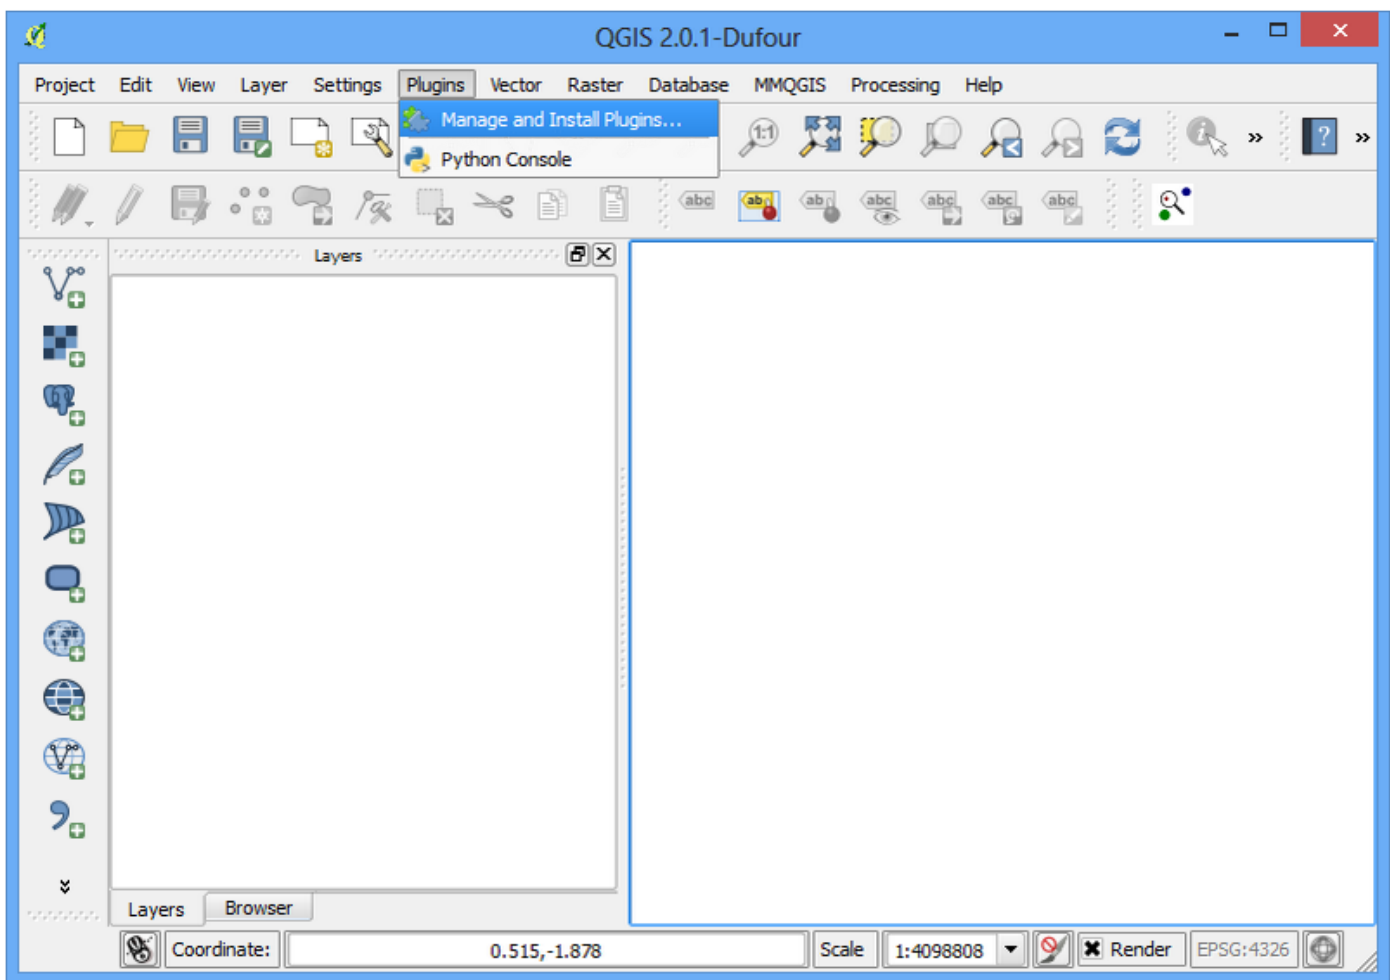 QGIS 2.0.1-Dufour
Project Edit View Layer Settings Plugins Vector Raster Database MMQGIS Processing Help
Manage and Install Plugins...
1:1
»
?
»
Python Console
abc
ab
ab
abc
abc
abc
abc
Layers
Layers Browser
Coordinate: 0.515,-1.878 Scale 1:4098808 Render EPSG:4326